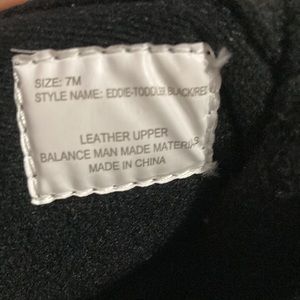 SIZE: 7M
STYLE NAME: EDDIE-TODDLER BLACK/RED
LEATHER UPPER
BALANCE MAN MADE MATERIALS
MADE IN CHINA